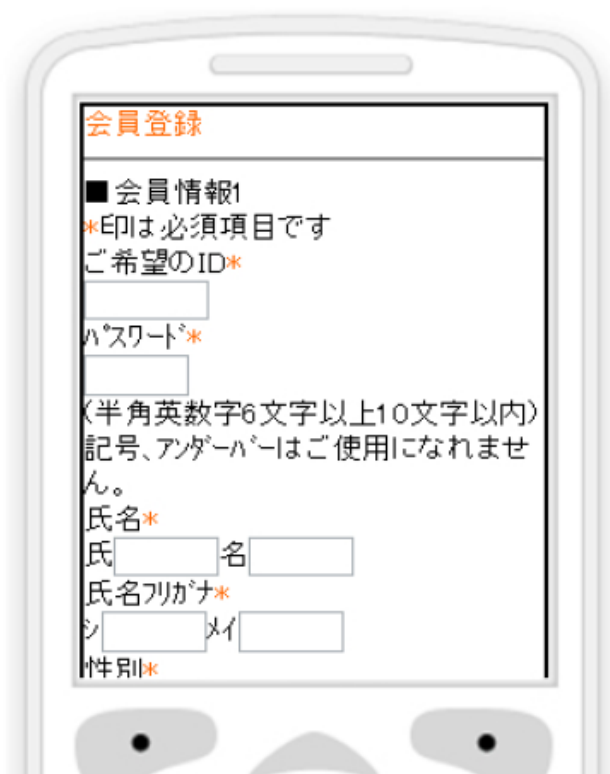 会員登録
■会員情報1
*印は必須項目です
ご希望のID*
ﾊﾟｽﾜｰﾄﾞ*
(半角英数字6文字以上10文字以内)
記号、ｱﾝﾀﾞｰﾊﾞｰはご使用になれませ
ん。
氏名*
氏 名
氏名ﾌﾘｶﾞﾅ*
ｼ ﾒｲ
性別*